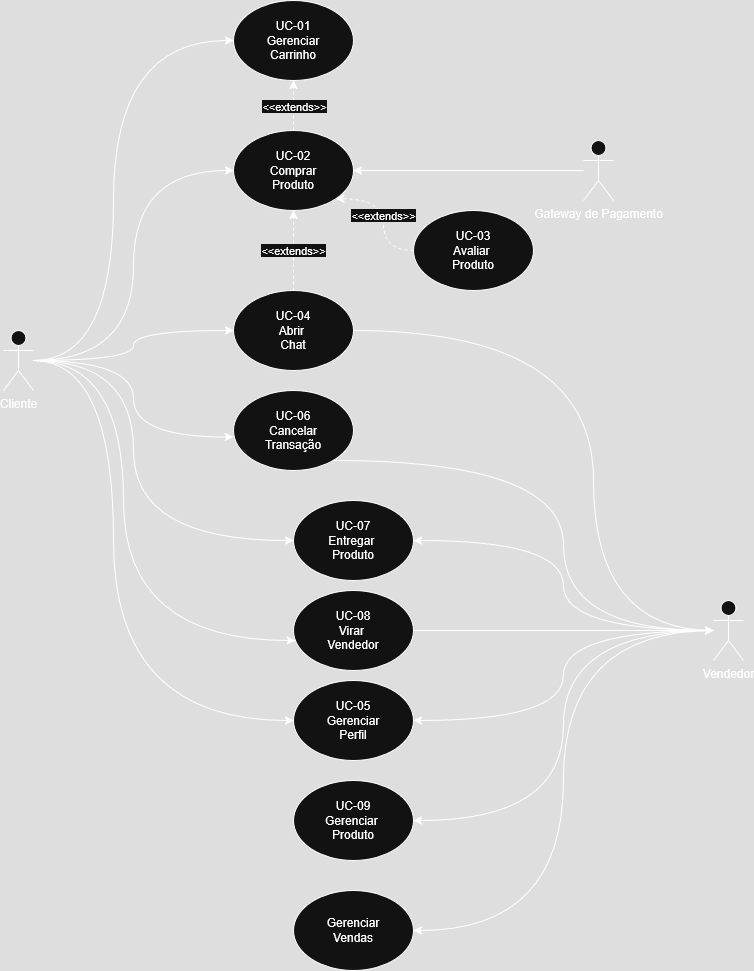 UC-01
Gerenciar
Carrinho
<<extends>>
UC-02
Comprar
Produto
Gateway de Pagamento
<<extends>>
UC-03
Avaliar
Produto
<<extends>>
UC-04
Abrir
Chat
Cliente
UC-06
Cancelar
Transação
UC-07
Entregar
Produto
UC-08
Virar
Vendedor
Vendedor
UC-05
Gerenciar
Perfil
UC-09
Gerenciar
Produto
Gerenciar
Vendas